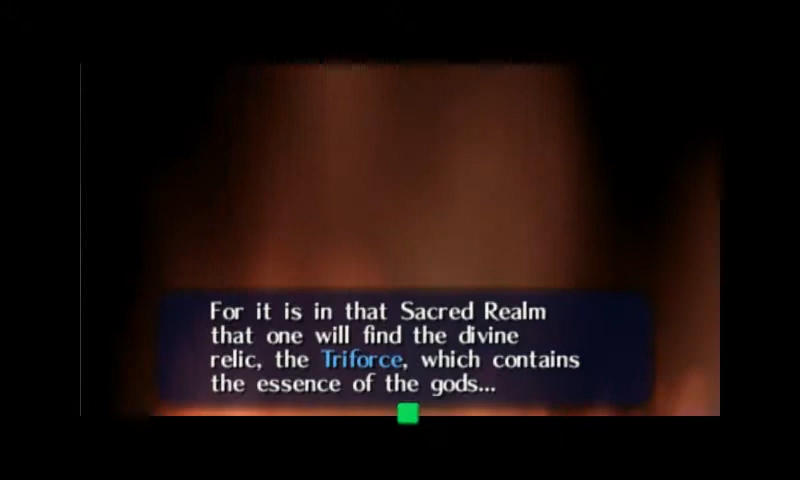 For it is in that Sacred Realm
that one will find the divine
relic, the Triforce, which contains
the essence of the gods...